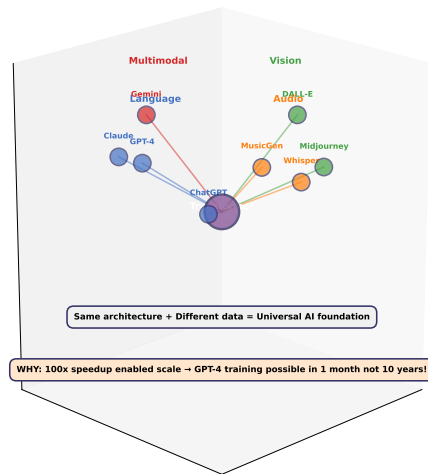 Multimodal
Vision
Gemini
DALL-E
Language
Audio
Claude
GPT-4
MusicGen
Midjourney
Whisper
ChatGPT
Same architecture + Different data = Universal AI foundation
WHY: 100x speedup enabled scale → GPT-4 training possible in 1 month not 10 years!